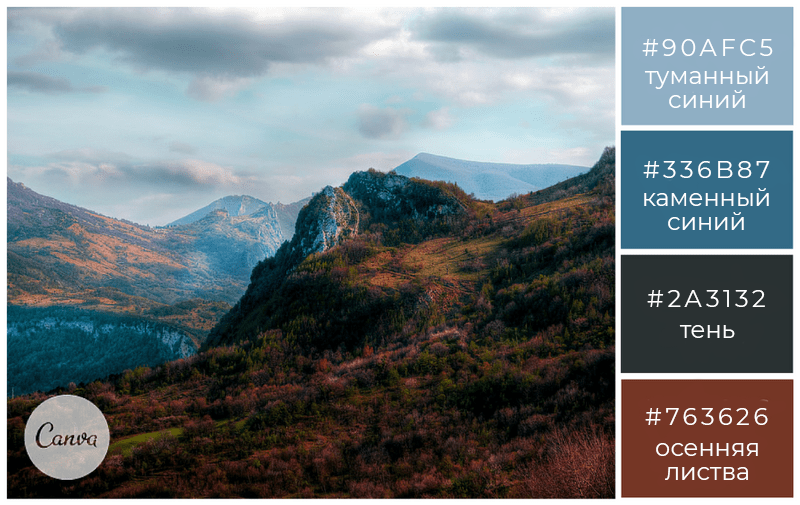 #90AFC5
туманный
синий
#336B87
каменный
синий
#2A3132
тень
#763626
осенняя
листва
Canva